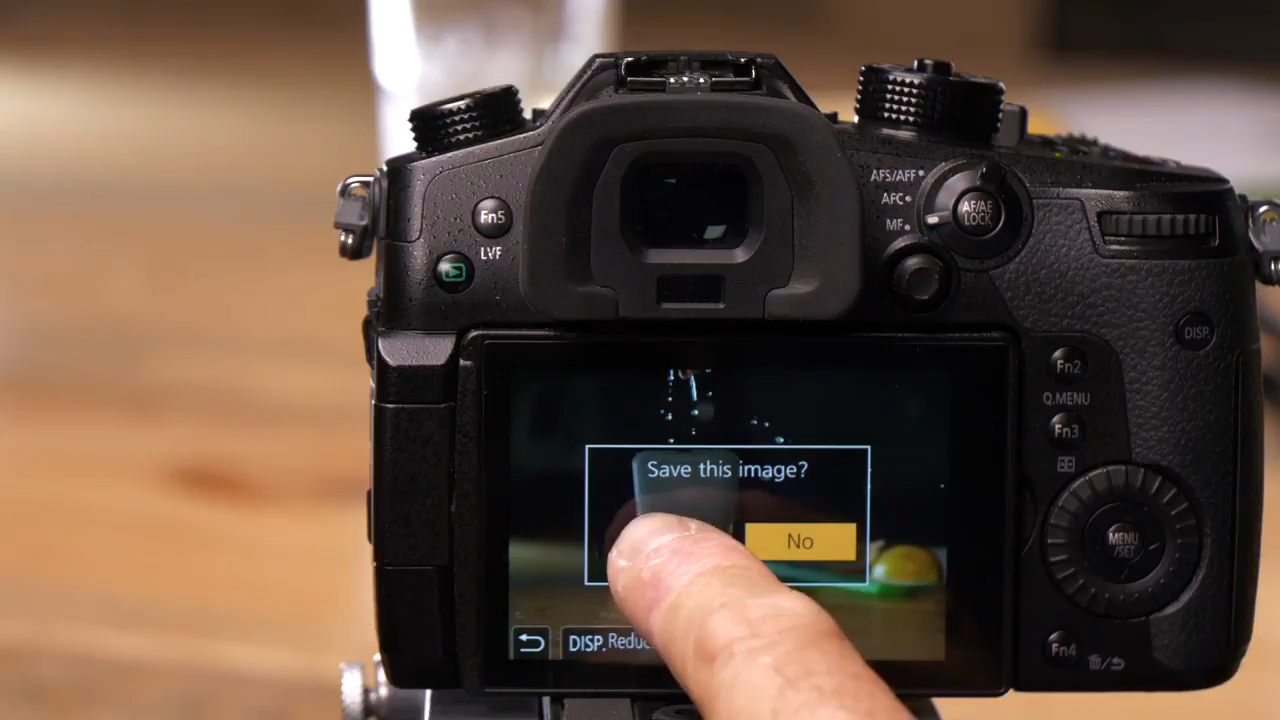 AFS/AFF
AFC
MF
AF/AE
LOCK
Fn5
LVF
DISP.
Fn2
Q.MENU
Fn3
Save this image?
No
MENU
/SET
DISP.
Fn4